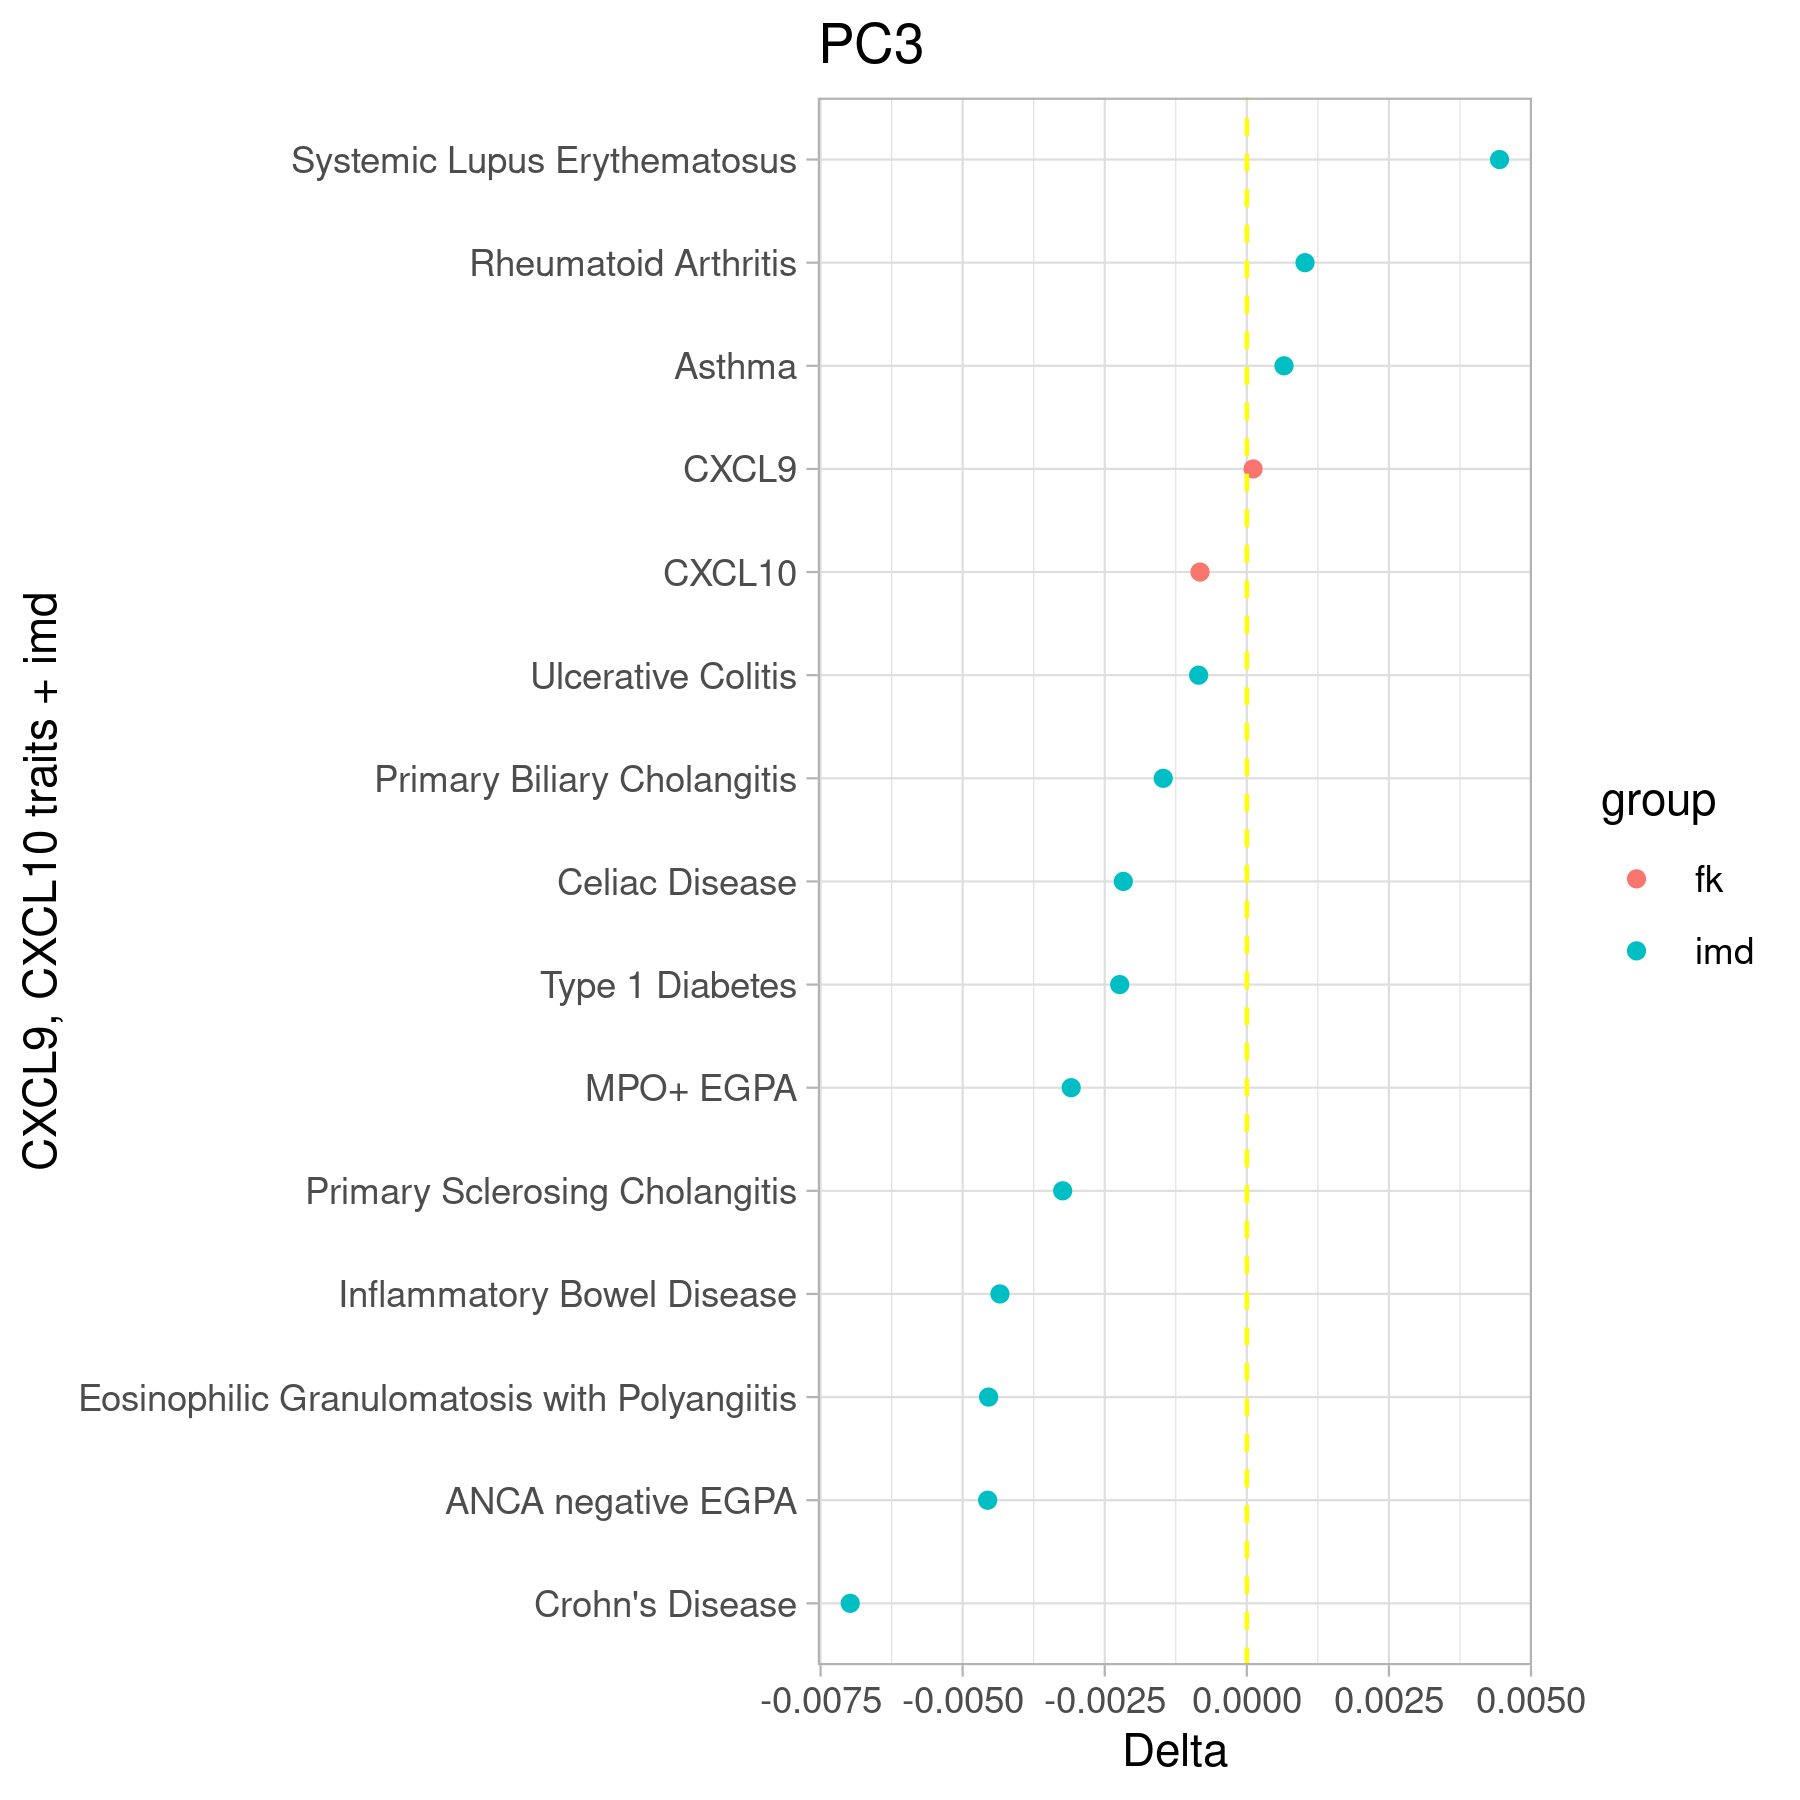 PC3
Systemic Lupus Erythematosus
Rheumatoid Arthritis
Asthma
CXCL9
CXCL10
Ulcerative Colitis
Primary Biliary Cholangitis
Celiac Disease
Type 1 Diabetes
MPO+ EGPA
Primary Sclerosing Cholangitis
Inflammatory Bowel Disease
Eosinophilic Granulomatosis with Polyangiitis
ANCA negative EGPA
Crohn's Disease
CXCL9, CXCL10 traits + imd
-0.0075 -0.0050 -0.0025 0.0000 0.0025 0.0050
Delta
group
fk
imd